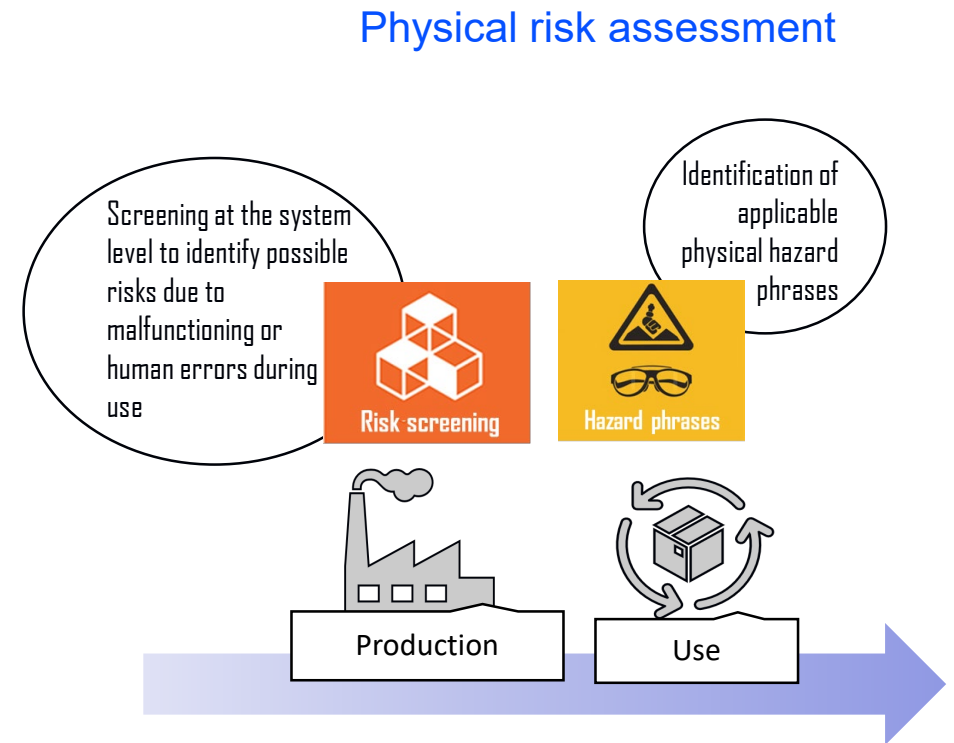 Physical risk assessment
Screening at the system
level to identify possible
risks due to
malfunctioning or
human errors during
use
Identification of
applicable
physical hazard
phrases
Risk screening
Hazard phrases
Production
Use